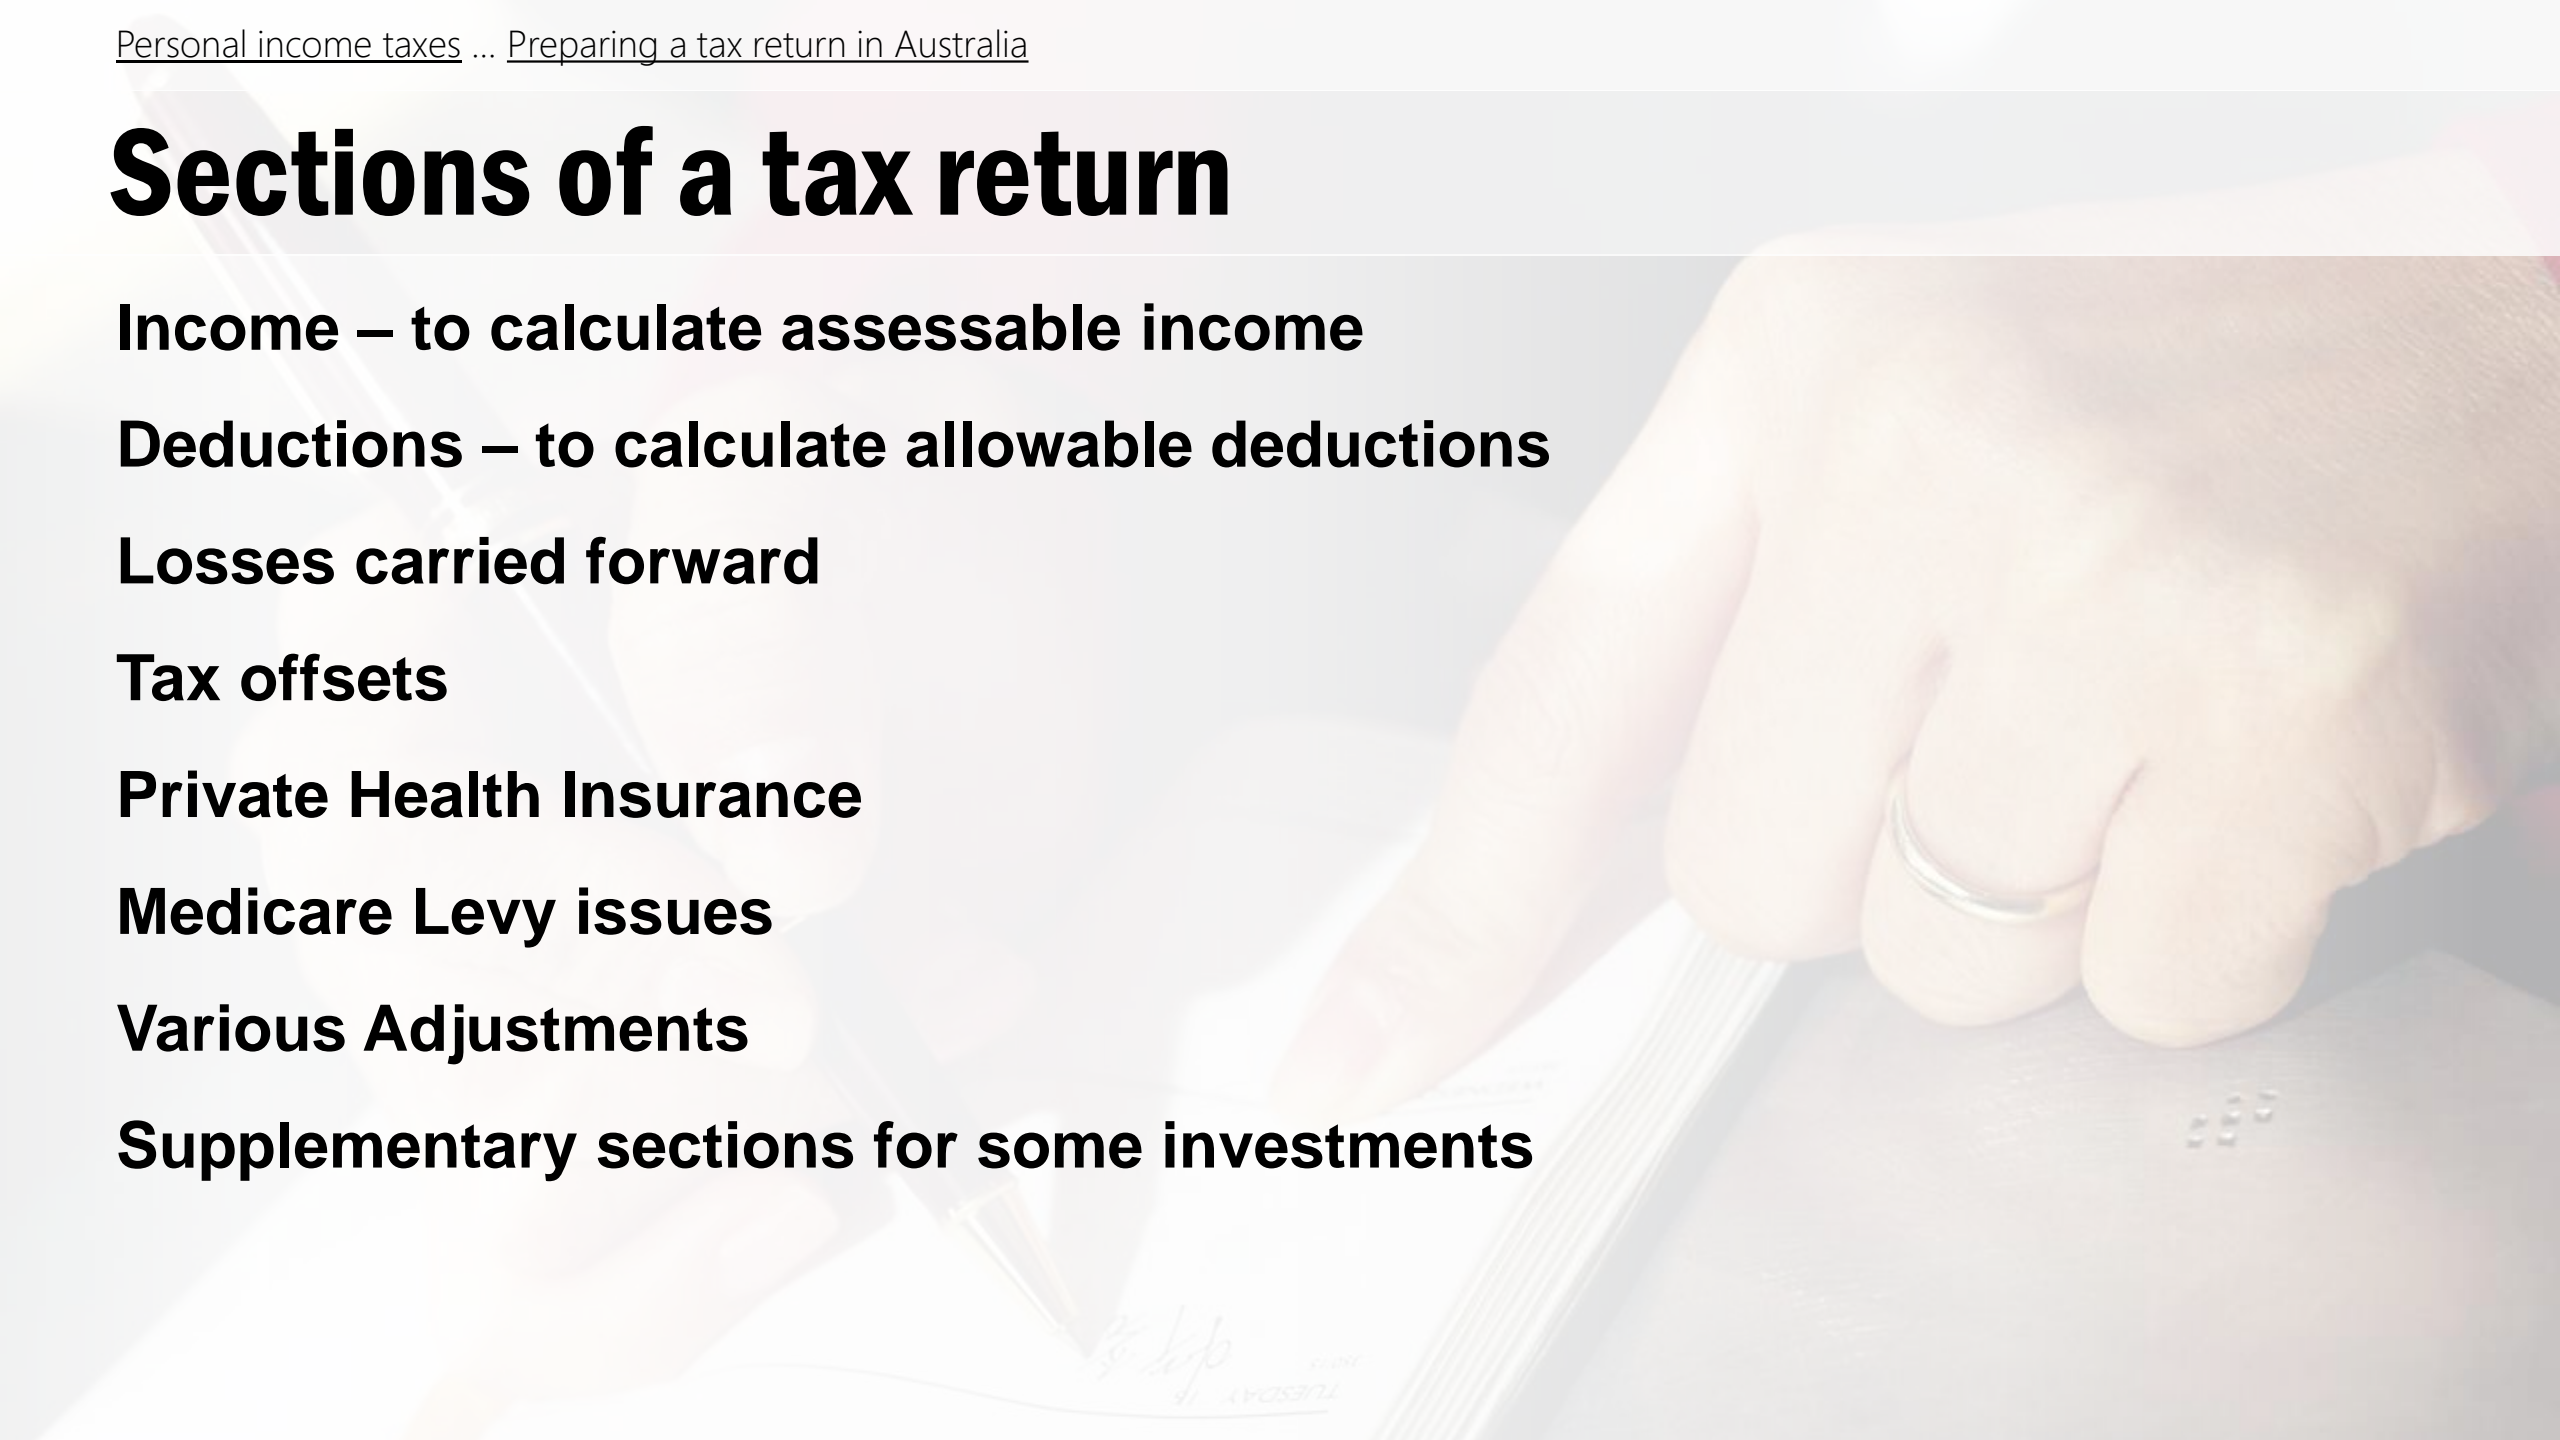 Personal income taxes ... Preparing a tax return in Australia
Sections of a tax return
Income – to calculate assessable income
Deductions – to calculate allowable deductions
Losses carried forward
Tax offsets
Private Health Insurance
Medicare Levy issues
Various Adjustments
Supplementary sections for some investments
TUESDAY